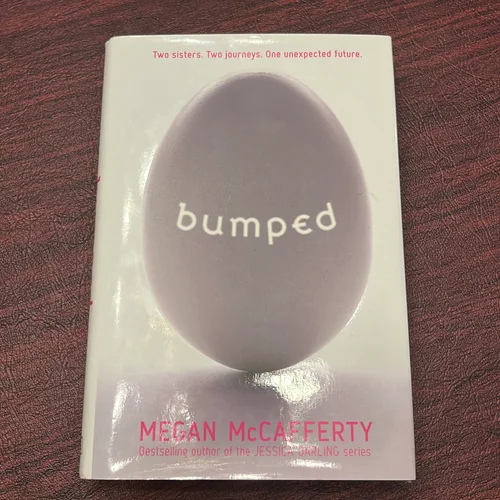 Two sisters. Two journeys. One unexpected future.
bumped
MEGAN McCAFFERTY
Bestselling author of the JESSICA DARLING series